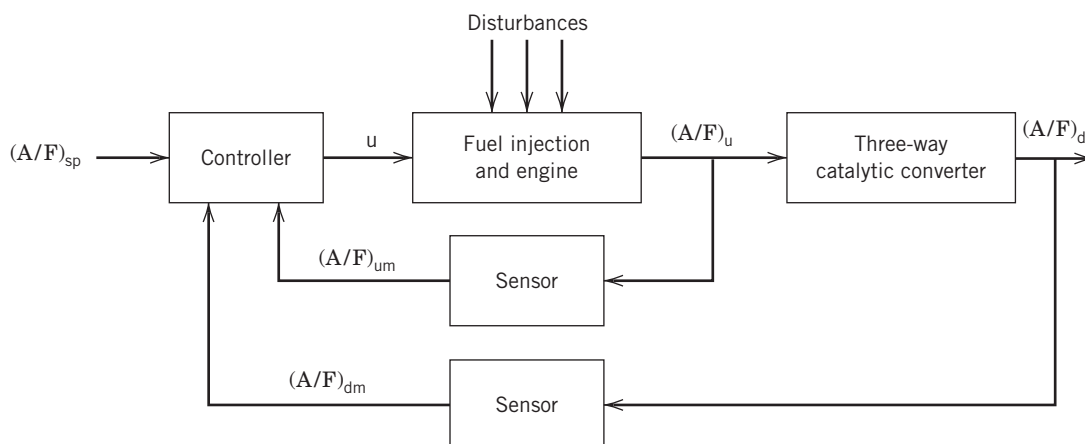 Disturbances
(A/F)sp
Controller
u
Fuel injection
and engine
(A/F)u
Three-way
catalytic converter
(A/F)d
(A/F)um
Sensor
(A/F)dm
Sensor